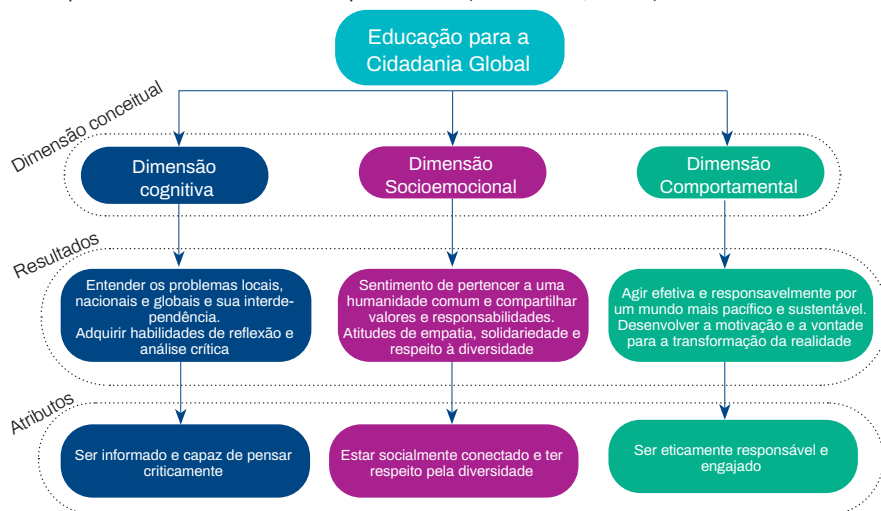 Educação para a
Cidadania Global
Dimensão conceitual
Dimensão
cognitiva
Dimensão
Socioemocional
Dimensão
Comportamental
Resultados
Entender os problemas locais,
nacionais e globais e sua interde-
pendência.
Adquirir habilidades de reflexão e
análise crítica
Sentimento de pertencer a uma
humanidade comum e compartilhar
valores e responsabilidades.
Atitudes de empatia, solidariedade e
respeito à diversidade
Agir efetiva e responsavelmente por
um mundo mais pacífico e sustentável.
Desenvolver a motivação e a vontade
para a transformação da realidade
Atributos
Ser informado e capaz de pensar
criticamente
Estar socialmente conectado e ter
respeito pela diversidade
Ser eticamente responsável e
engajado